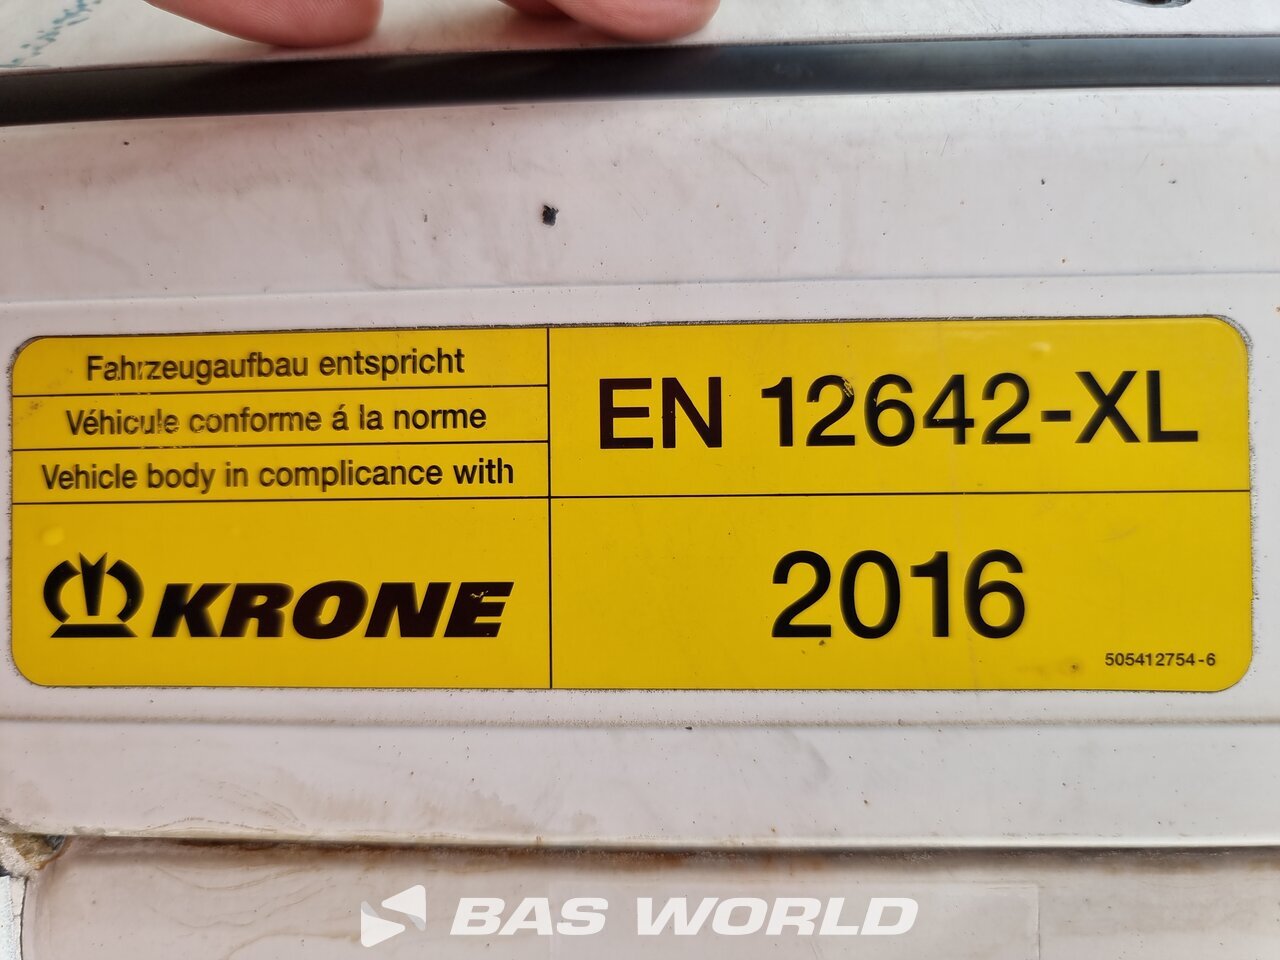 Fahrzeugaufbau entspricht
Véhicule conforme á la norme
Vehicle body in complicance with
EN 12642-XL
KRONE
2016
505412754-6
BAS WORLD